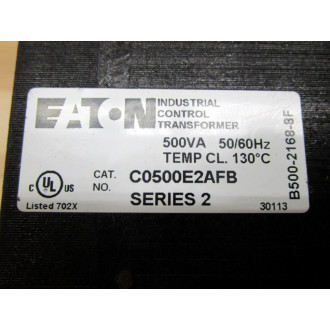 EATON
INDUSTRIAL
CONTROL
TRANSFORMER
500VA 50/60Hz
TEMP CL. 130°C
CAT.
NO.
C0500E2AFB
SERIES 2
C UL US
Listed 702X
30113
B500-2168-8F